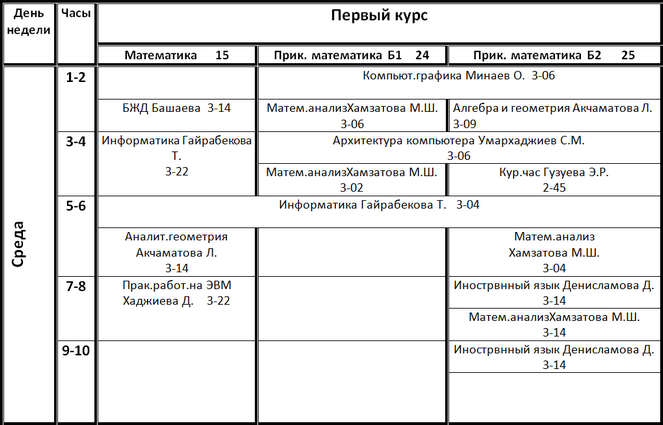 День недели
Часы
Первый курс
Математика 15
Прик. математика Б1 24
Прик. математика Б2 25
Среда
1-2
Компьют.графика Минаев О. 3-06
БЖД Башаева 3-14
Матем.анализХамзатова М.Ш.
3-06
Алгебра и геометрия Акчаматова Л.
3-09
3-4
Информатика Гайрабекова
Т.
3-22
Архитектура компьютера Умархаджиев С.М.
3-06
Матем.анализХамзатова М.Ш.
3-02
Кур.час Гузуева Э.Р.
2-45
5-6
Информатика Гайрабекова Т. 3-04
Аналит.геометрия
Акчаматова Л.
3-14
Матем.анализ
Хамзатова М.Ш.
3-04
7-8
Прак.работ.на ЭВМ
Хаджиева Д. 3-22
Инострвнный язык Денисламова Д.
3-14
Матем.анализХамзатова М.Ш.
3-14
9-10
Инострвнный язык Денисламова Д.
3-14